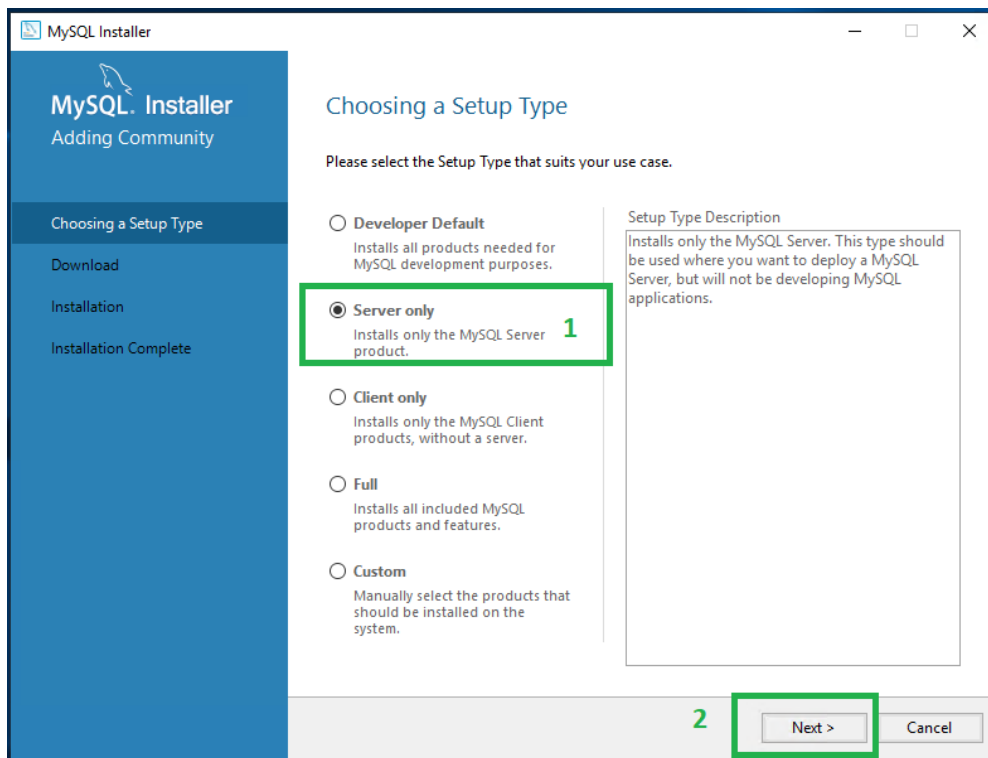 MySQL Installer
MySQL. Installer
Adding Community
Choosing a Setup Type
Download
Installation
Installation Complete
Choosing a Setup Type
Please select the Setup Type that suits your use case.
Developer Default
Installs all products needed for
MySQL development purposes.
Server only
Installs only the MySQL Server
product.
1
Client only
Installs only the MySQL Client
products, without a server.
Full
Installs all included MySQL
products and features.
Custom
Manually select the products that
should be installed on the
system.
Setup Type Description
Installs only the MySQL Server. This type should
be used where you want to deploy a MySQL
Server, but will not be developing MySQL
applications.
2
Next >
Cancel